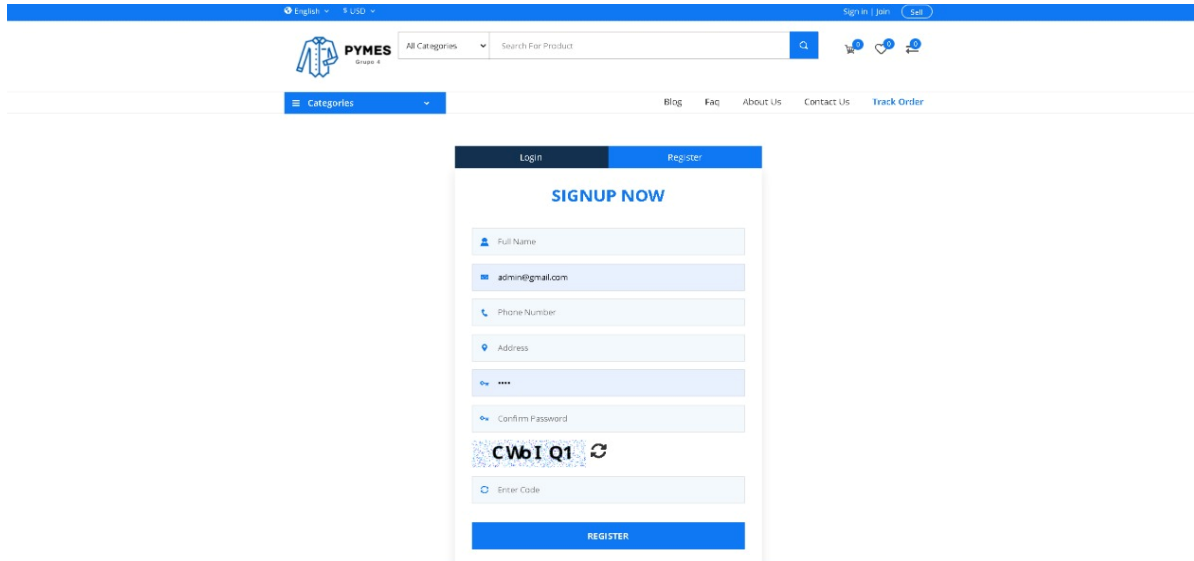 English $ USD Sign in | Join Sell
PYMES
Grupo 4
All Categories Search For Product 0 0 0
Categories Blog Faq About Us Contact Us Track Order
Login Register
SIGNUP NOW
Full Name
admin@gmail.com
Phone Number
Address
••••
Confirm Password
CWbI Q1
Enter Code
REGISTER